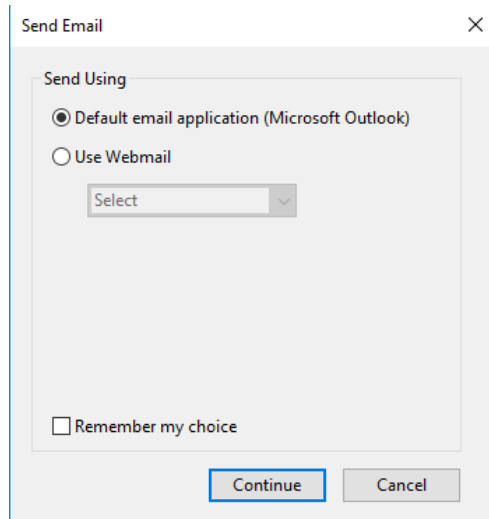 Send Email
Send Using
Default email application (Microsoft Outlook)
Use Webmail
Select
Remember my choice
Continue
Cancel